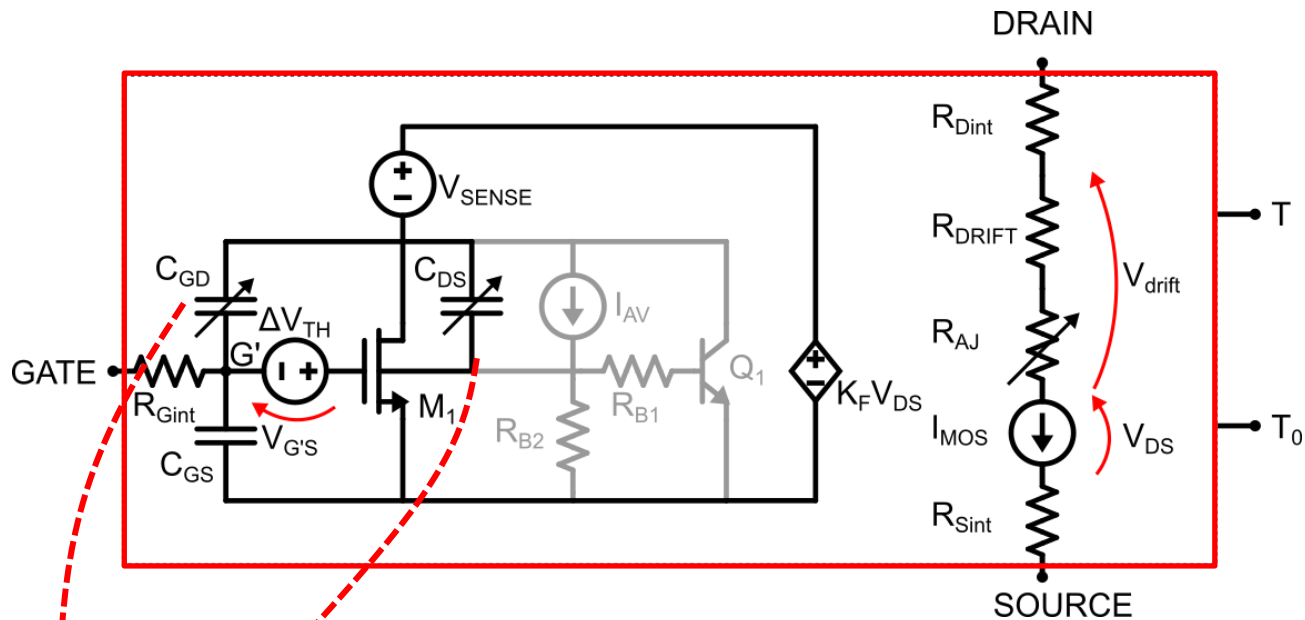 DRAIN
R_Dint
V_SENSE
T
R_DRIFT
C_GD
C_DS
V_drift
I_AV
ΔV_TH
R_AJ
G'
GATE
Q_1
K_FV_DS
R_Gint
M_1
R_B1
I_MOS
V_DS
T_0
V_G'S
R_B2
C_GS
R_Sint
SOURCE